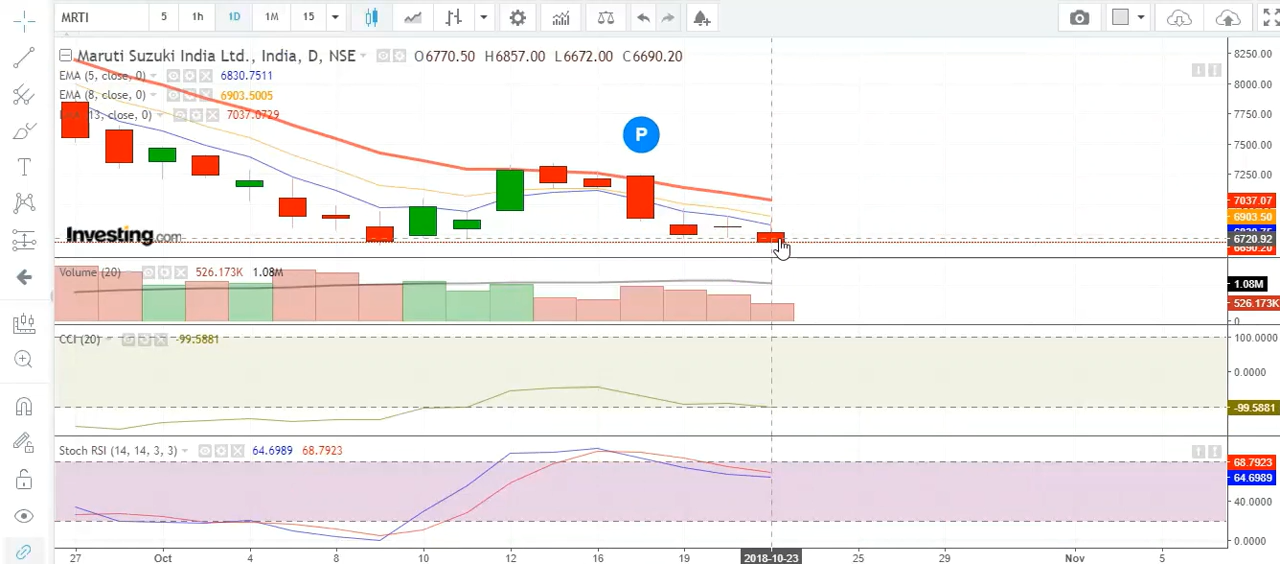 MRTI 5 1h 1D 1M 15
Maruti Suzuki India Ltd., India, D, NSE O6770.50 H6857.00 L6672.00 C6690.20
EMA (5, close, 0) 6830.7511
EMA (8, close, 0) 6903.5005
(13, close, 0) 7037.0729
P
Investing.com
8250.00
8000.00
7750.00
7500.00
7250.00
7037.07
6903.50
6720.92
6690.20
Volume (20) 526.173K 1.08M
1.08M
526.173K
0
CCI (20) -99.5881
100.0000
0.0000
-99.5881
Stoch RSI (14, 14, 3, 3) 64.6989 68.7923
68.7923
64.6989
40.0000
0.0000
27 Oct 4 8 10 12 16 19 2018-10-23 25 29 Nov 5